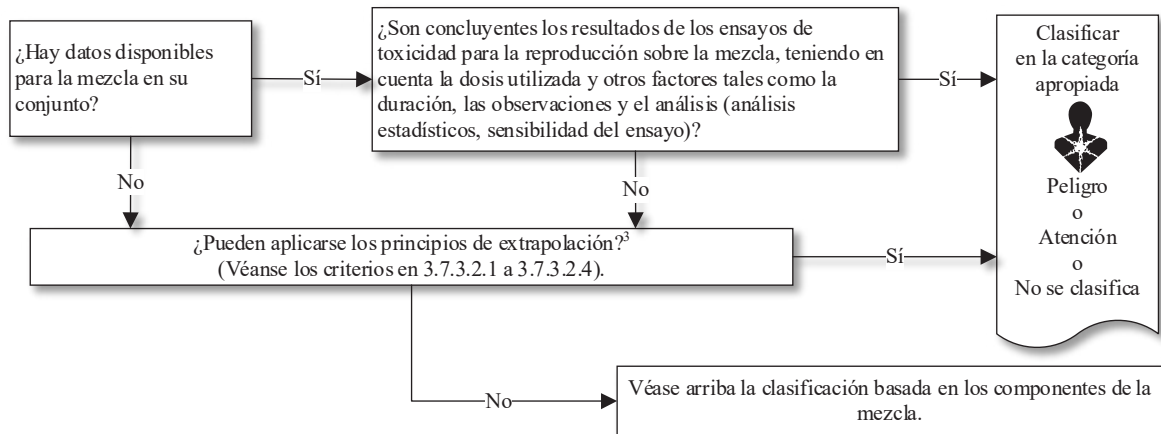 ¿Hay datos disponibles
para la mezcla en su
conjunto?
Sí
¿Son concluyentes los resultados de los ensayos de
toxicidad para la reproducción sobre la mezcla, teniendo en
cuenta la dosis utilizada y otros factores tales como la
duración, las observaciones y el análisis (análisis
estadísticos, sensibilidad del ensayo)?
Sí
Clasificar
en la categoría
apropiada
Peligro
o
Atención
o
No se clasifica
No
No
¿Pueden aplicarse los principios de extrapolación?³
(Véanse los criterios en 3.7.3.2.1 a 3.7.3.2.4).
Sí
No
Véase arriba la clasificación basada en los componentes de la
mezcla.